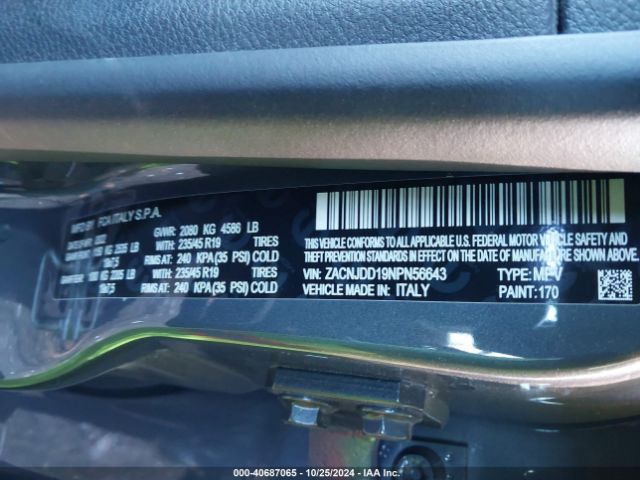 MFD BY FCA ITALY S.P.A.
GVWR: 2080 KG 4586 LB
WITH: 235/45 R19 TIRES
RIMS AT: 240 KPA(35 PSI) COLD
WITH: 235/45 R19 TIRES
RIMS AT: 240 KPA(35 PSI) COLD
THIS VEHICLE CONFORMS TO ALL APPLICABLE U.S. FEDERAL MOTOR VEHICLE SAFETY
AND THEFT PREVENTION STANDARDS IN EFFECT ON THE DATE OF MANUFACTURE SHOWN ABOVE.
VIN: ZACNJDD19NPN56643 TYPE: MPV
VEHICLE MADE IN: ITALY PAINT: 170
000-40687065 | 10/25/2024 | IAA Inc.